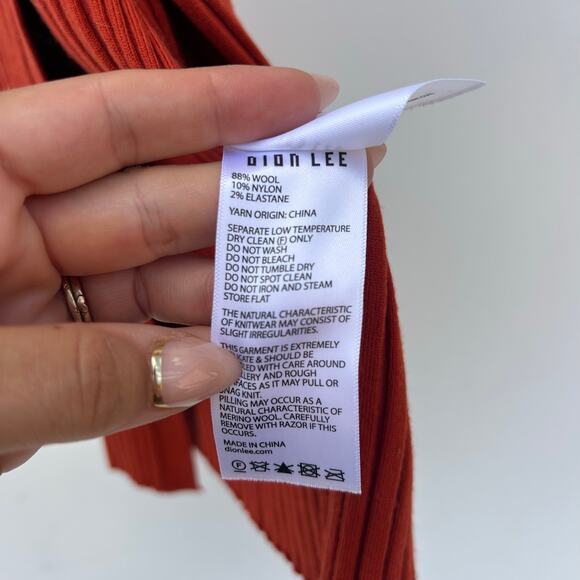 DION LEE
88% WOOL
10% NYLON
2% ELASTANE
YARN ORIGIN: CHINA
SEPARATE LOW TEMPERATURE
DRY CLEAN (F) ONLY
DO NOT WASH
DO NOT BLEACH
DO NOT TUMBLE DRY
DO NOT SPOT CLEAN
DO NOT IRON AND STEAM
STORE FLAT
THE NATURAL CHARACTERISTIC
OF KNITWEAR MAY CONSIST OF
SLIGHT IRREGULARITIES.
THIS GARMENT IS EXTREMELY
& SHOULD BE
WITH CARE AROUND
AND ROUGH
AS IT MAY PULL OR
SNAG KNIT.
PILLING MAY OCCUR AS A
NATURAL CHARACTERISTIC OF
MERINO WOOL. CAREFULLY
REMOVE WITH RAZOR IF THIS
OCCURS.
MADE IN CHINA
dionlee.com
F